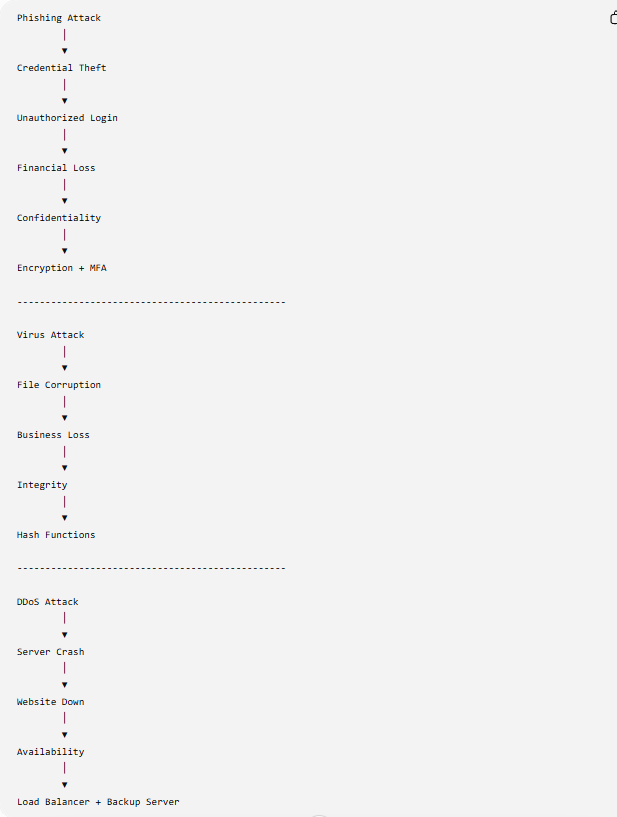 Phishing Attack
|
▼
Credential Theft
|
▼
Unauthorized Login
|
▼
Financial Loss
|
▼
Confidentiality
|
▼
Encryption + MFA
------------------------------------------------
Virus Attack
|
▼
File Corruption
|
▼
Business Loss
|
▼
Integrity
|
▼
Hash Functions
------------------------------------------------
DDoS Attack
|
▼
Server Crash
|
▼
Website Down
|
▼
Availability
|
▼
Load Balancer + Backup Server